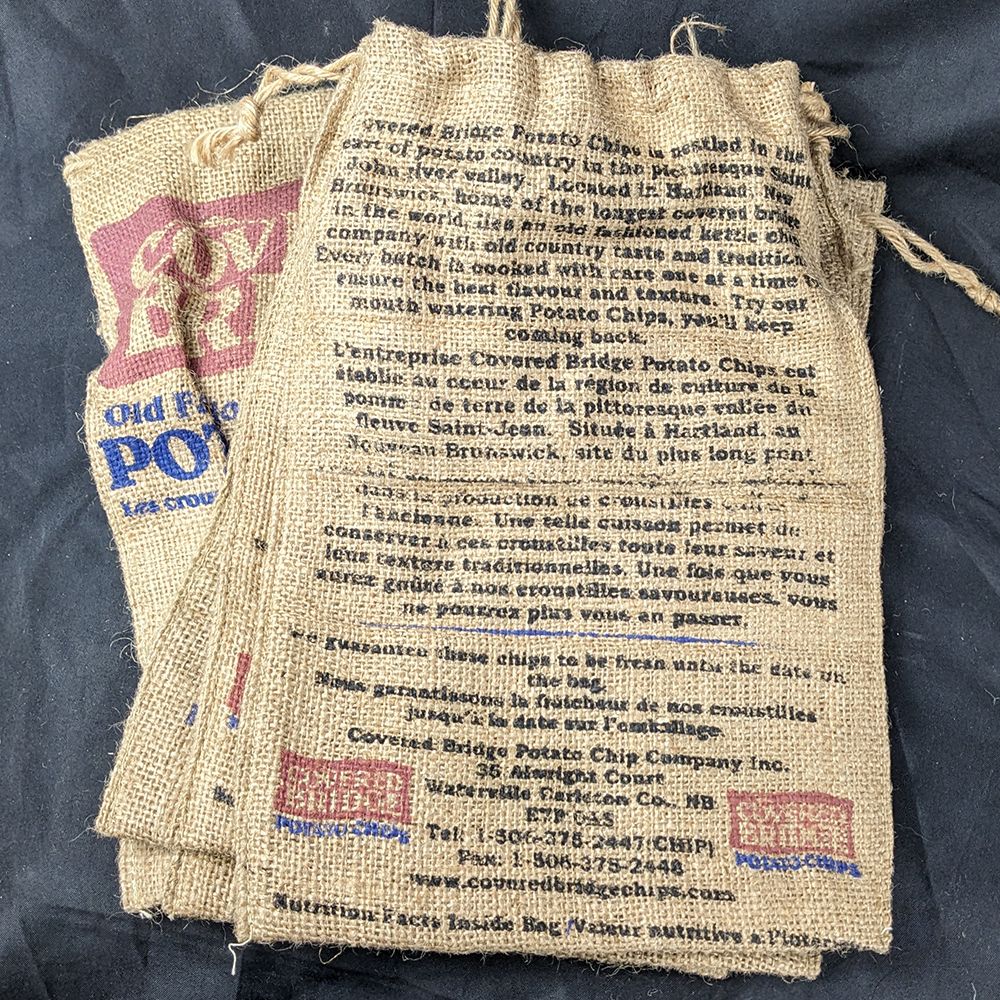 COV
BR
Old Fa
POT
Les crou
overed Bridge Potato Chips is nestled in the
eart of potato country in the picturesque Saint
John river valley. Located in Hartland, New
Brunswick, home of the longest covered bridge
in the world, lies an old fashioned kettle chip
company with old country taste and tradition.
Every batch is cooked with care one at a time to
ensure the best flavour and texture. Try our
mouth watering Potato Chips, you'll keep
coming back.
L'entreprise Covered Bridge Potato Chips est
établie au coeur de la région de culture de la
pomme de terre de la pittoresque vallée du
fleuve Saint-Jean. Située à Hartland, au
Nouveau-Brunswick, site du plus long pont
dans la production de croustilles
l'ancienne. Une telle cuisson permet de
conserver à ces croustilles toute leur saveur et
leus texture traditionnelles. Une fois que vous
aurez goûté à nos croustilles savoureuses, vous
ne pourrez plus vous en passer.
We guarantee these chips to be fresh until the date on
the bag.
Nous garantissons la fraîcheur de nos croustilles
jusqu'à la date sur l'emballage.
Covered Bridge Potato Chip Company Inc.
35 Alwright Court
Waterville Carleton Co., NB
E7P 0A5
Tel: 1-506-375-2447(CHIP)
Fax: 1-506-375-2448
www.coveredbridgechips.com
COVERED
BRIDGE
POTATO CHIPS
COVERED
BRIDGE
POTATO CHIPS
Nutrition Facts Inside Bag/Valeur nutritive a l'intér